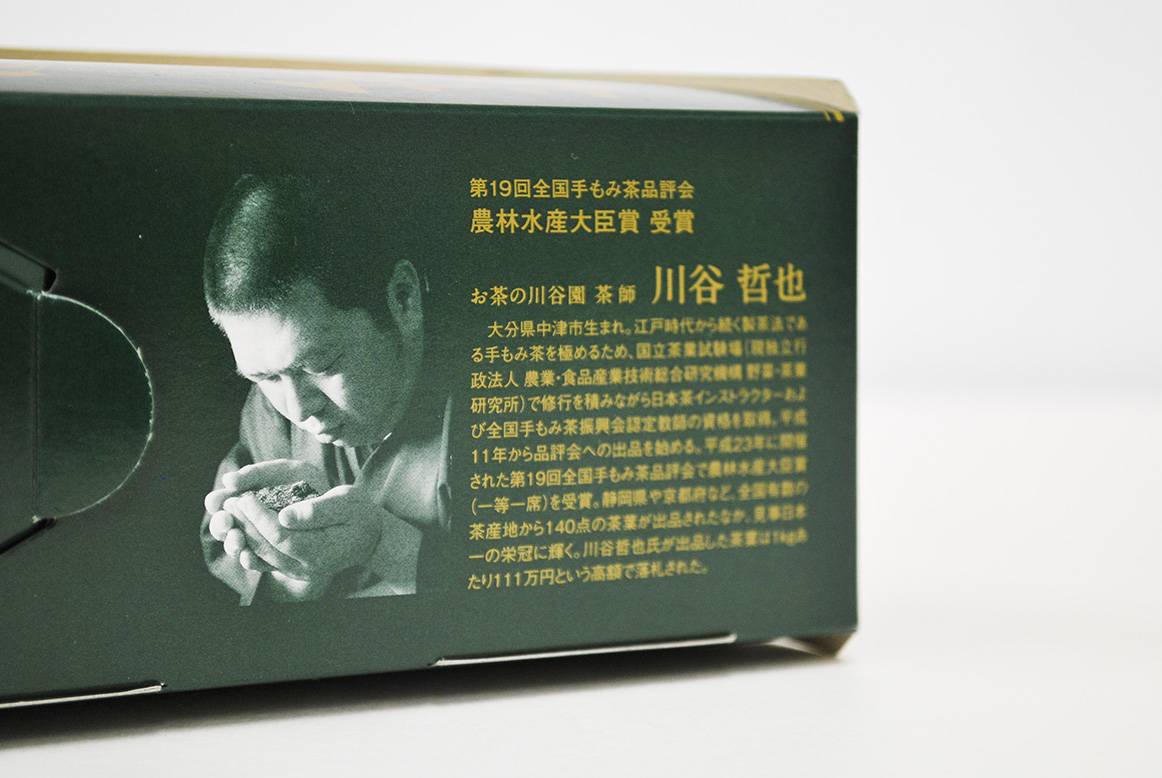 第19回全国手もみ茶品評会
農林水産大臣賞 受賞
お茶の川谷園 茶師 川谷 哲也
大分県中津市生まれ。江戸時代から続く製茶法であ
る手もみ茶を極めるため、国立茶業試験場(現独立行
政法人 農業・食品産業技術総合研究機構 野菜・茶業
研究所)で修行を積みながら日本茶インストラクターおよ
び全国手もみ茶振興会認定教師の資格を取得。平成
11年から品評会への出品を始める。平成23年に開催
された第19回全国手もみ茶品評会で農林水産大臣賞
(一等一席)を受賞。静岡県や京都府など、全国有数の
茶産地から140点の茶葉が出品されたなか、見事日本
一の栄冠に輝く。川谷哲也氏が出品した茶葉は1kgあ
たり111万円という高額で落札された。